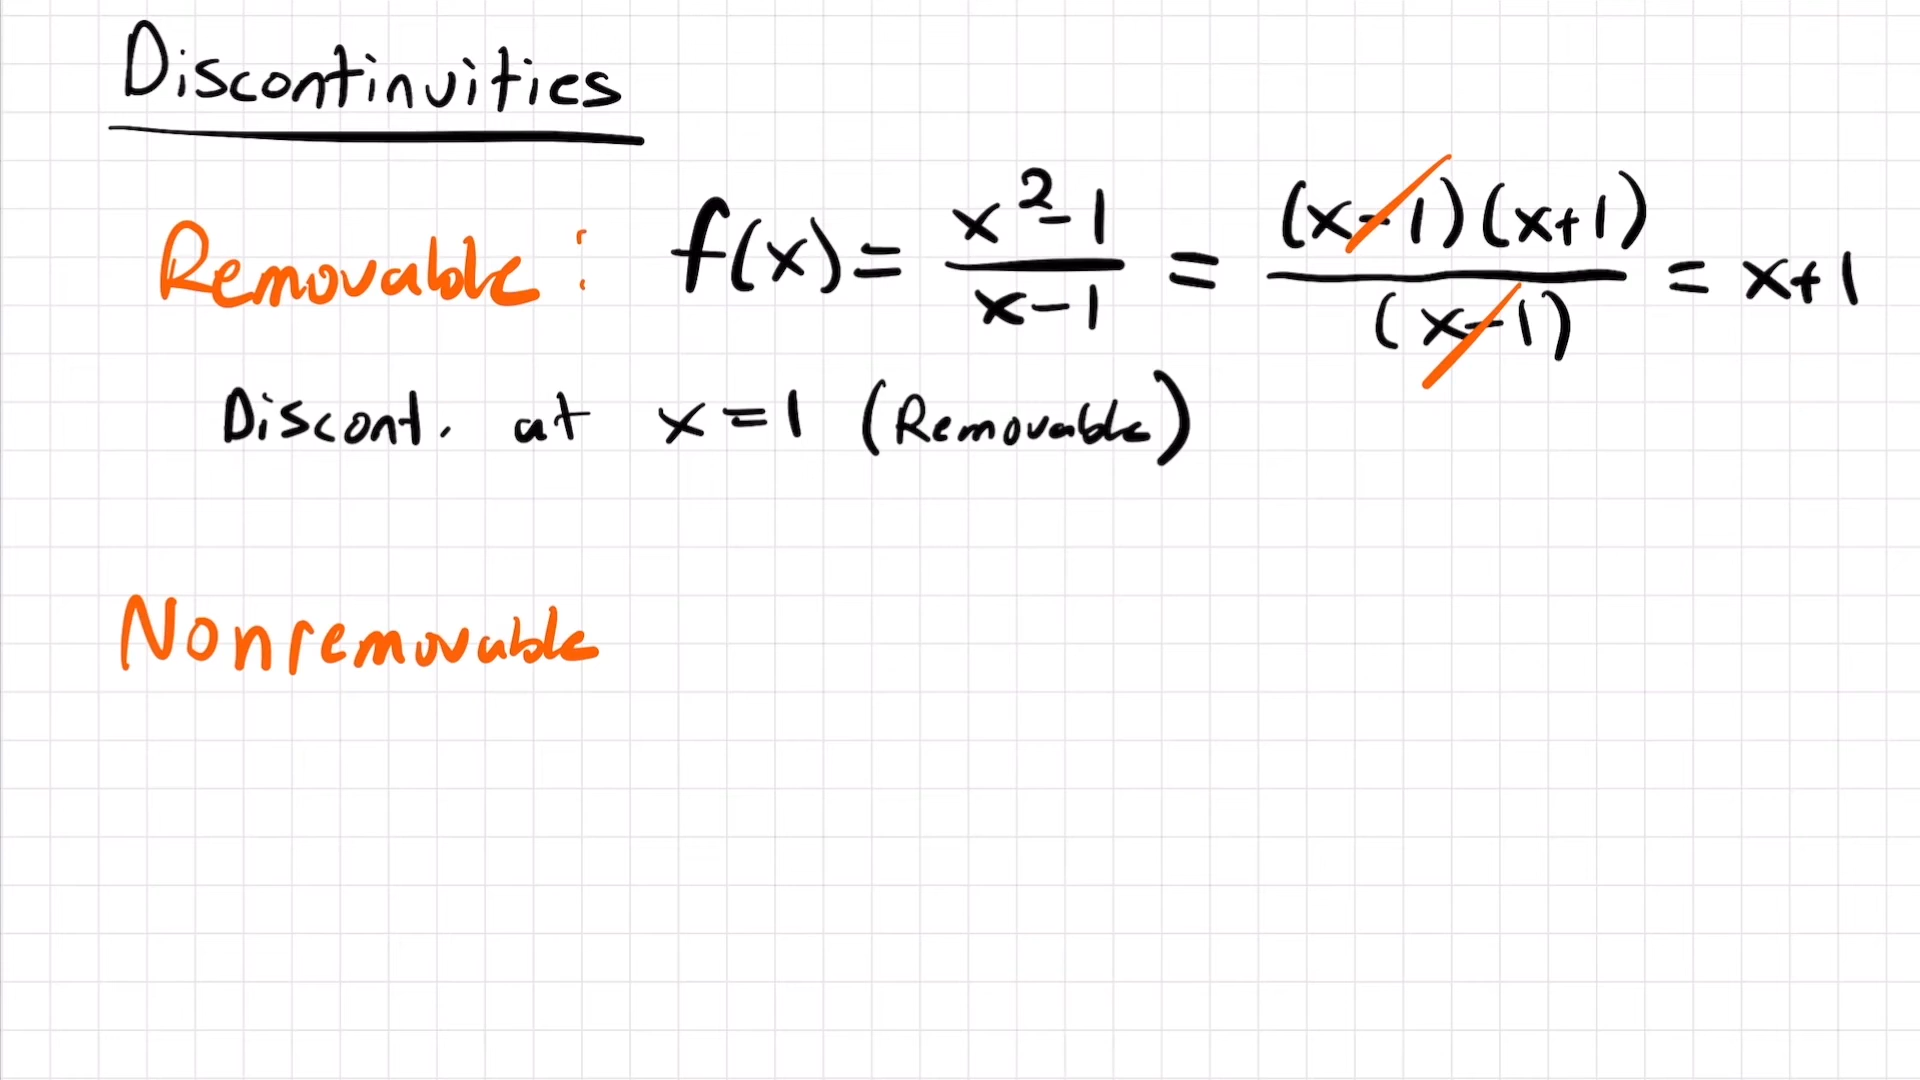 Discontinuities
Removable: f(x) = x²-1 / x-1 = (x-1)(x+1) / (x-1) = x+1
Discont. at x=1 (Removable)
Nonremovable